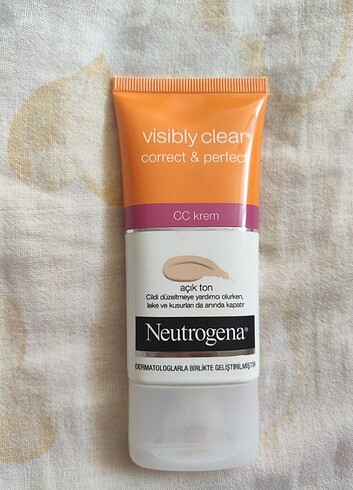 visibly clear®
correct & perfect
CC krem
açık ton
Cildi düzeltmeye yardımcı olurken,
leke ve kusurları da anında kapatır
Neutrogena®
DERMATOLOGLARLA BİRLİKTE GELİŞTİRİLMİŞTİR